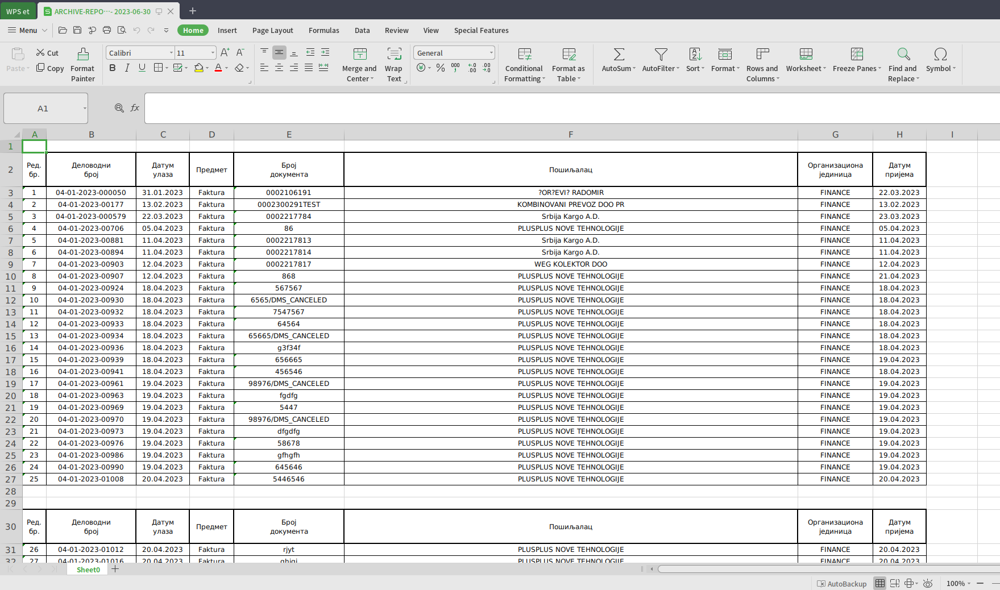 WPS et ARCHIVE-REPO···- 2023-06-30
Menu Home Insert Page Layout Formulas Data Review View Special Features
Paste Cut Copy Format Painter Calibri 11 Merge and Center Wrap Text General Conditional Formatting Format as Table AutoSum AutoFilter Sort Format Rows and Columns Worksheet Freeze Panes Find and Replace Symbol
A1 fx
A B C D E F G H I
1
2 Ред. бр. Деловодни број Датум улаза Предмет Број документа Пошиљалац Организациона јединица Датум пријема
3 1 04-01-2023-000050 31.01.2023 Faktura 0002106191 ?OR?EVI? RADOMIR FINANCE 22.03.2023
4 2 04-01-2023-00177 13.02.2023 Faktura 0002300291TEST KOMBINOVANI PREVOZ DOO PR FINANCE 13.02.2023
5 3 04-01-2023-000579 22.03.2023 Faktura 0002217784 Srbija Kargo A.D. FINANCE 23.03.2023
6 4 04-01-2023-00706 05.04.2023 Faktura 86 PLUSPLUS NOVE TEHNOLOGIJE FINANCE 05.04.2023
7 5 04-01-2023-00881 11.04.2023 Faktura 0002217813 Srbija Kargo A.D. FINANCE 11.04.2023
8 6 04-01-2023-00894 11.04.2023 Faktura 0002217814 Srbija Kargo A.D. FINANCE 11.04.2023
9 7 04-01-2023-00903 12.04.2023 Faktura 0002217817 WEG KOLEKTOR DOO FINANCE 12.04.2023
10 8 04-01-2023-00907 12.04.2023 Faktura 868 PLUSPLUS NOVE TEHNOLOGIJE FINANCE 21.04.2023
11 9 04-01-2023-00924 18.04.2023 Faktura 567567 PLUSPLUS NOVE TEHNOLOGIJE FINANCE 18.04.2023
12 10 04-01-2023-00930 18.04.2023 Faktura 6565/DMS_CANCELED PLUSPLUS NOVE TEHNOLOGIJE FINANCE 18.04.2023
13 11 04-01-2023-00932 18.04.2023 Faktura 7547567 PLUSPLUS NOVE TEHNOLOGIJE FINANCE 18.04.2023
14 12 04-01-2023-00933 18.04.2023 Faktura 64564 PLUSPLUS NOVE TEHNOLOGIJE FINANCE 18.04.2023
15 13 04-01-2023-00934 18.04.2023 Faktura 65665/DMS_CANCELED PLUSPLUS NOVE TEHNOLOGIJE FINANCE 18.04.2023
16 14 04-01-2023-00936 18.04.2023 Faktura g3f34f PLUSPLUS NOVE TEHNOLOGIJE FINANCE 18.04.2023
17 15 04-01-2023-00939 18.04.2023 Faktura 656665 PLUSPLUS NOVE TEHNOLOGIJE FINANCE 19.04.2023
18 16 04-01-2023-00941 18.04.2023 Faktura 456546 PLUSPLUS NOVE TEHNOLOGIJE FINANCE 18.04.2023
19 17 04-01-2023-00961 19.04.2023 Faktura 98976/DMS_CANCELED PLUSPLUS NOVE TEHNOLOGIJE FINANCE 19.04.2023
20 18 04-01-2023-00963 19.04.2023 Faktura fgdfg PLUSPLUS NOVE TEHNOLOGIJE FINANCE 19.04.2023
21 19 04-01-2023-00969 19.04.2023 Faktura 5447 PLUSPLUS NOVE TEHNOLOGIJE FINANCE 19.04.2023
22 20 04-01-2023-00970 19.04.2023 Faktura 98976/DMS_CANCELED PLUSPLUS NOVE TEHNOLOGIJE FINANCE 19.04.2023
23 21 04-01-2023-00973 19.04.2023 Faktura dfgdfg PLUSPLUS NOVE TEHNOLOGIJE FINANCE 19.04.2023
24 22 04-01-2023-00976 19.04.2023 Faktura 58678 PLUSPLUS NOVE TEHNOLOGIJE FINANCE 19.04.2023
25 23 04-01-2023-00986 19.04.2023 Faktura gfhgfh PLUSPLUS NOVE TEHNOLOGIJE FINANCE 19.04.2023
26 24 04-01-2023-00990 19.04.2023 Faktura 645646 PLUSPLUS NOVE TEHNOLOGIJE FINANCE 19.04.2023
27 25 04-01-2023-01008 20.04.2023 Faktura 5446546 PLUSPLUS NOVE TEHNOLOGIJE FINANCE 20.04.2023
28
29
30 Ред. бр. Деловодни број Датум улаза Предмет Број документа Пошиљалац Организациона јединица Датум пријема
31 26 04-01-2023-01012 20.04.2023 Faktura rjyt PLUSPLUS NOVE TEHNOLOGIJE FINANCE 20.04.2023
32 27 04-01-2023-01016 20.04.2023 Faktura PLUSPLUS NOVE TEHNOLOGIJE FINANCE 20.04.2023
Sheet0
AutoBackup 100%